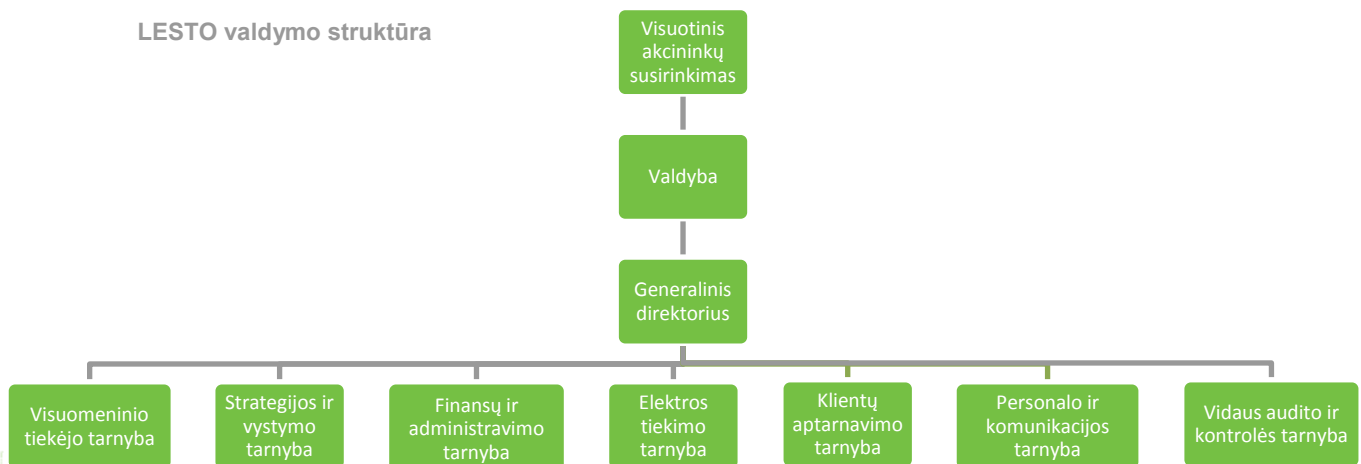 LESTO valdymo struktūra
Visuotinis
akcininkų
susirinkimas
Valdyba
Generalinis
direktorius
Visuomeninio
tiekėjo tarnyba
Strategijos ir
vystymo
tarnyba
Finansų ir
administravimo
tarnyba
Elektros
tiekimo
tarnyba
Klientų
aptarnavimo
tarnyba
Personalo ir
komunikacijos
tarnyba
Vidaus audito ir
kontrolės tarnyba